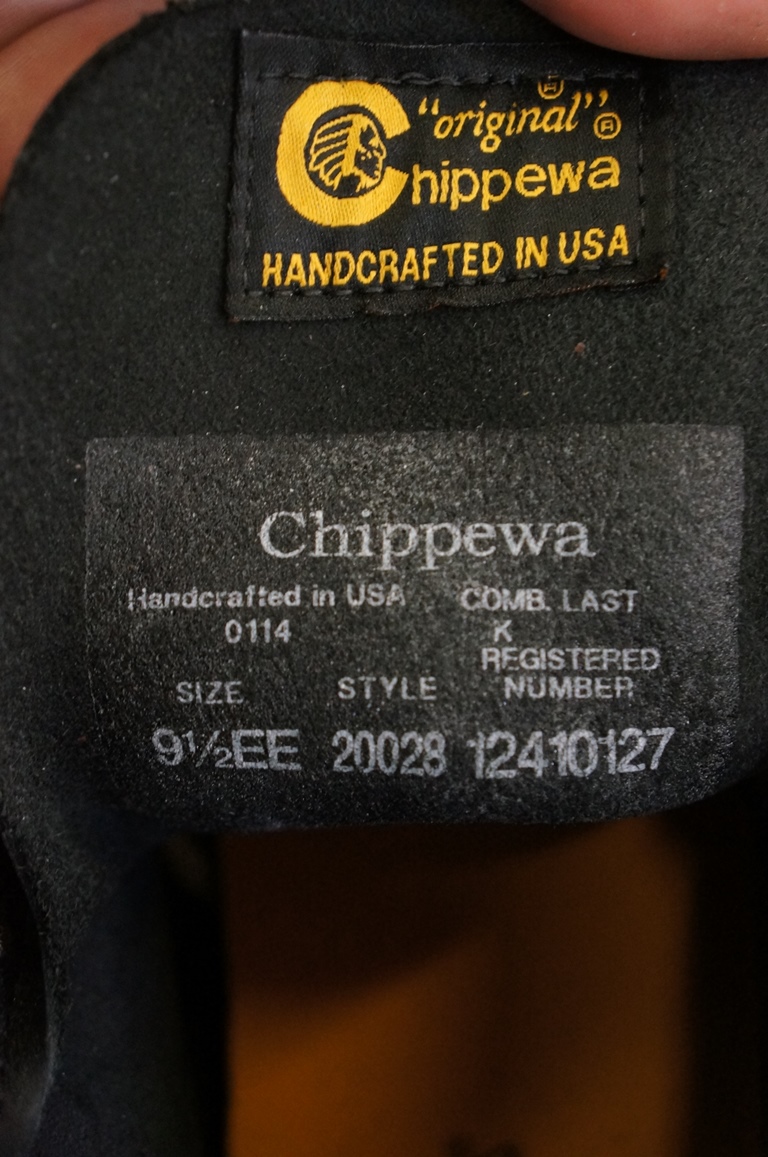 "original" ®
Chippewa ®
HANDCRAFTED IN USA
Chippewa
Handcrafted in USA COMB. LAST
0114 K
REGISTERED
SIZE STYLE NUMBER
9½EE 20028 12410127